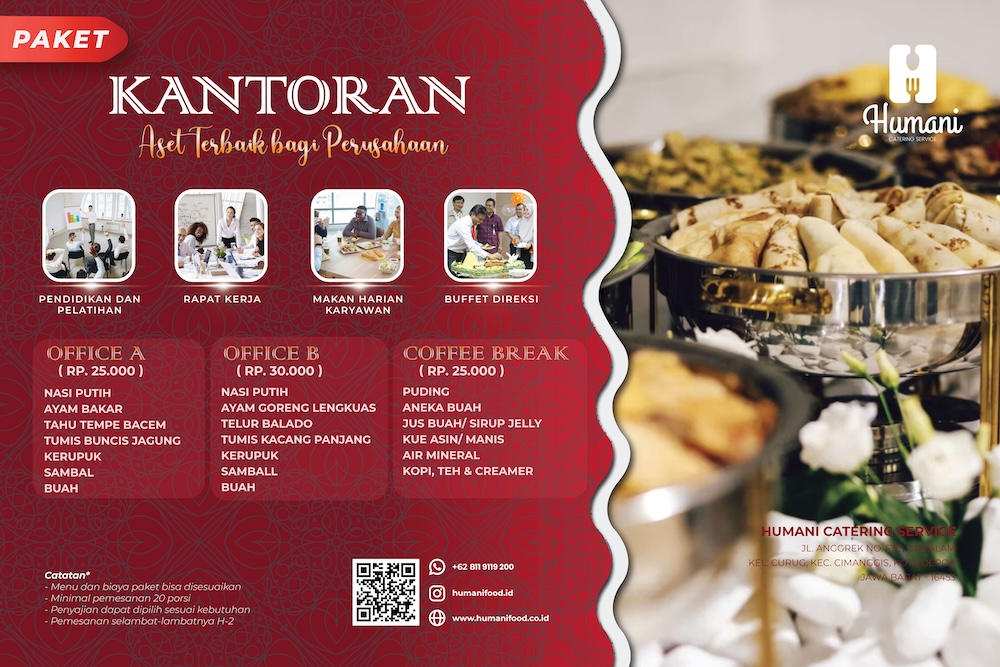 PAKET
KANTORAN
Aset Terbaik bagi Perusahaan
Humani
CATERING SERVICE
PENDIDIKAN DAN
PELATIHAN
RAPAT KERJA
MAKAN HARIAN
KARYAWAN
BUFFET DIREKSI
OFFICE A
( RP. 25.000 )
NASI PUTIH
AYAM BAKAR
TAHU TEMPE BACEM
TUMIS BUNCIS JAGUNG
KERUPUK
SAMBAL
BUAH
OFFICE B
( RP. 30.000 )
NASI PUTIH
AYAM GORENG LENGKUAS
TELUR BALADO
TUMIS KACANG PANJANG
KERUPUK
SAMBALL
BUAH
COFFEE BREAK
( RP. 25.000 )
PUDING
ANEKA BUAH
JUS BUAH/ SIRUP JELLY
KUE ASIN/ MANIS
AIR MINERAL
KOPI, TEH & CREAMER
Catatan*
- Menu dan biaya paket bisa disesuaikan
- Minimal pemesanan 20 porsi
- Penyajian dapat dipilih sesuai kebutuhan
- Pemesanan selambat-lambatnya H-2
+62 811 9119 200
humanifood.id
www.humanifood.co.id
HUMANI CATERING SERVICE
JL. ANGGREK NO.
KEL. CURUG, KEC. CIMANGGIS,
JAWA BARAT - 16453